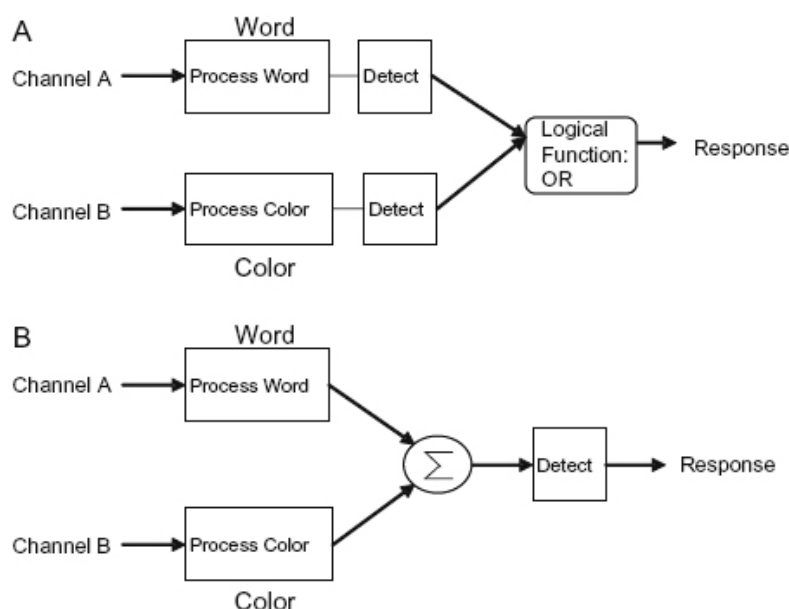 A
Word
Channel A
Process Word
Detect
Logical
Function:
OR
Response
Channel B
Process Color
Detect
Color
B
Word
Channel A
Process Word
Σ
Detect
Response
Channel B
Process Color
Color